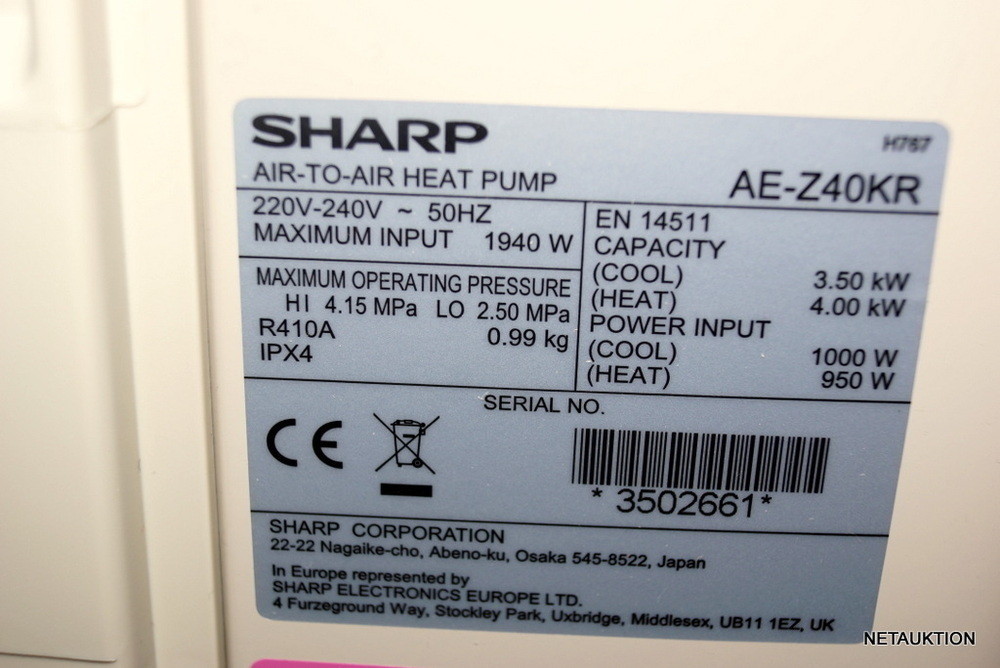 SHARP
H767
AIR-TO-AIR HEAT PUMP
AE-Z40KR
220V-240V ~ 50HZ
MAXIMUM INPUT 1940 W
MAXIMUM OPERATING PRESSURE
HI 4.15 MPa LO 2.50 MPa
R410A 0.99 kg
IPX4
EN 14511
CAPACITY
(COOL) 3.50 kW
(HEAT) 4.00 kW
POWER INPUT
(COOL) 1000 W
(HEAT) 950 W
SERIAL NO.
CE
*3502661*
SHARP CORPORATION
22-22 Nagaike-cho, Abeno-ku, Osaka 545-8522, Japan
In Europe represented by
SHARP ELECTRONICS EUROPE LTD.
4 Furzeground Way, Stockley Park, Uxbridge, Middlesex, UB11 1EZ, UK
NETAUKTION